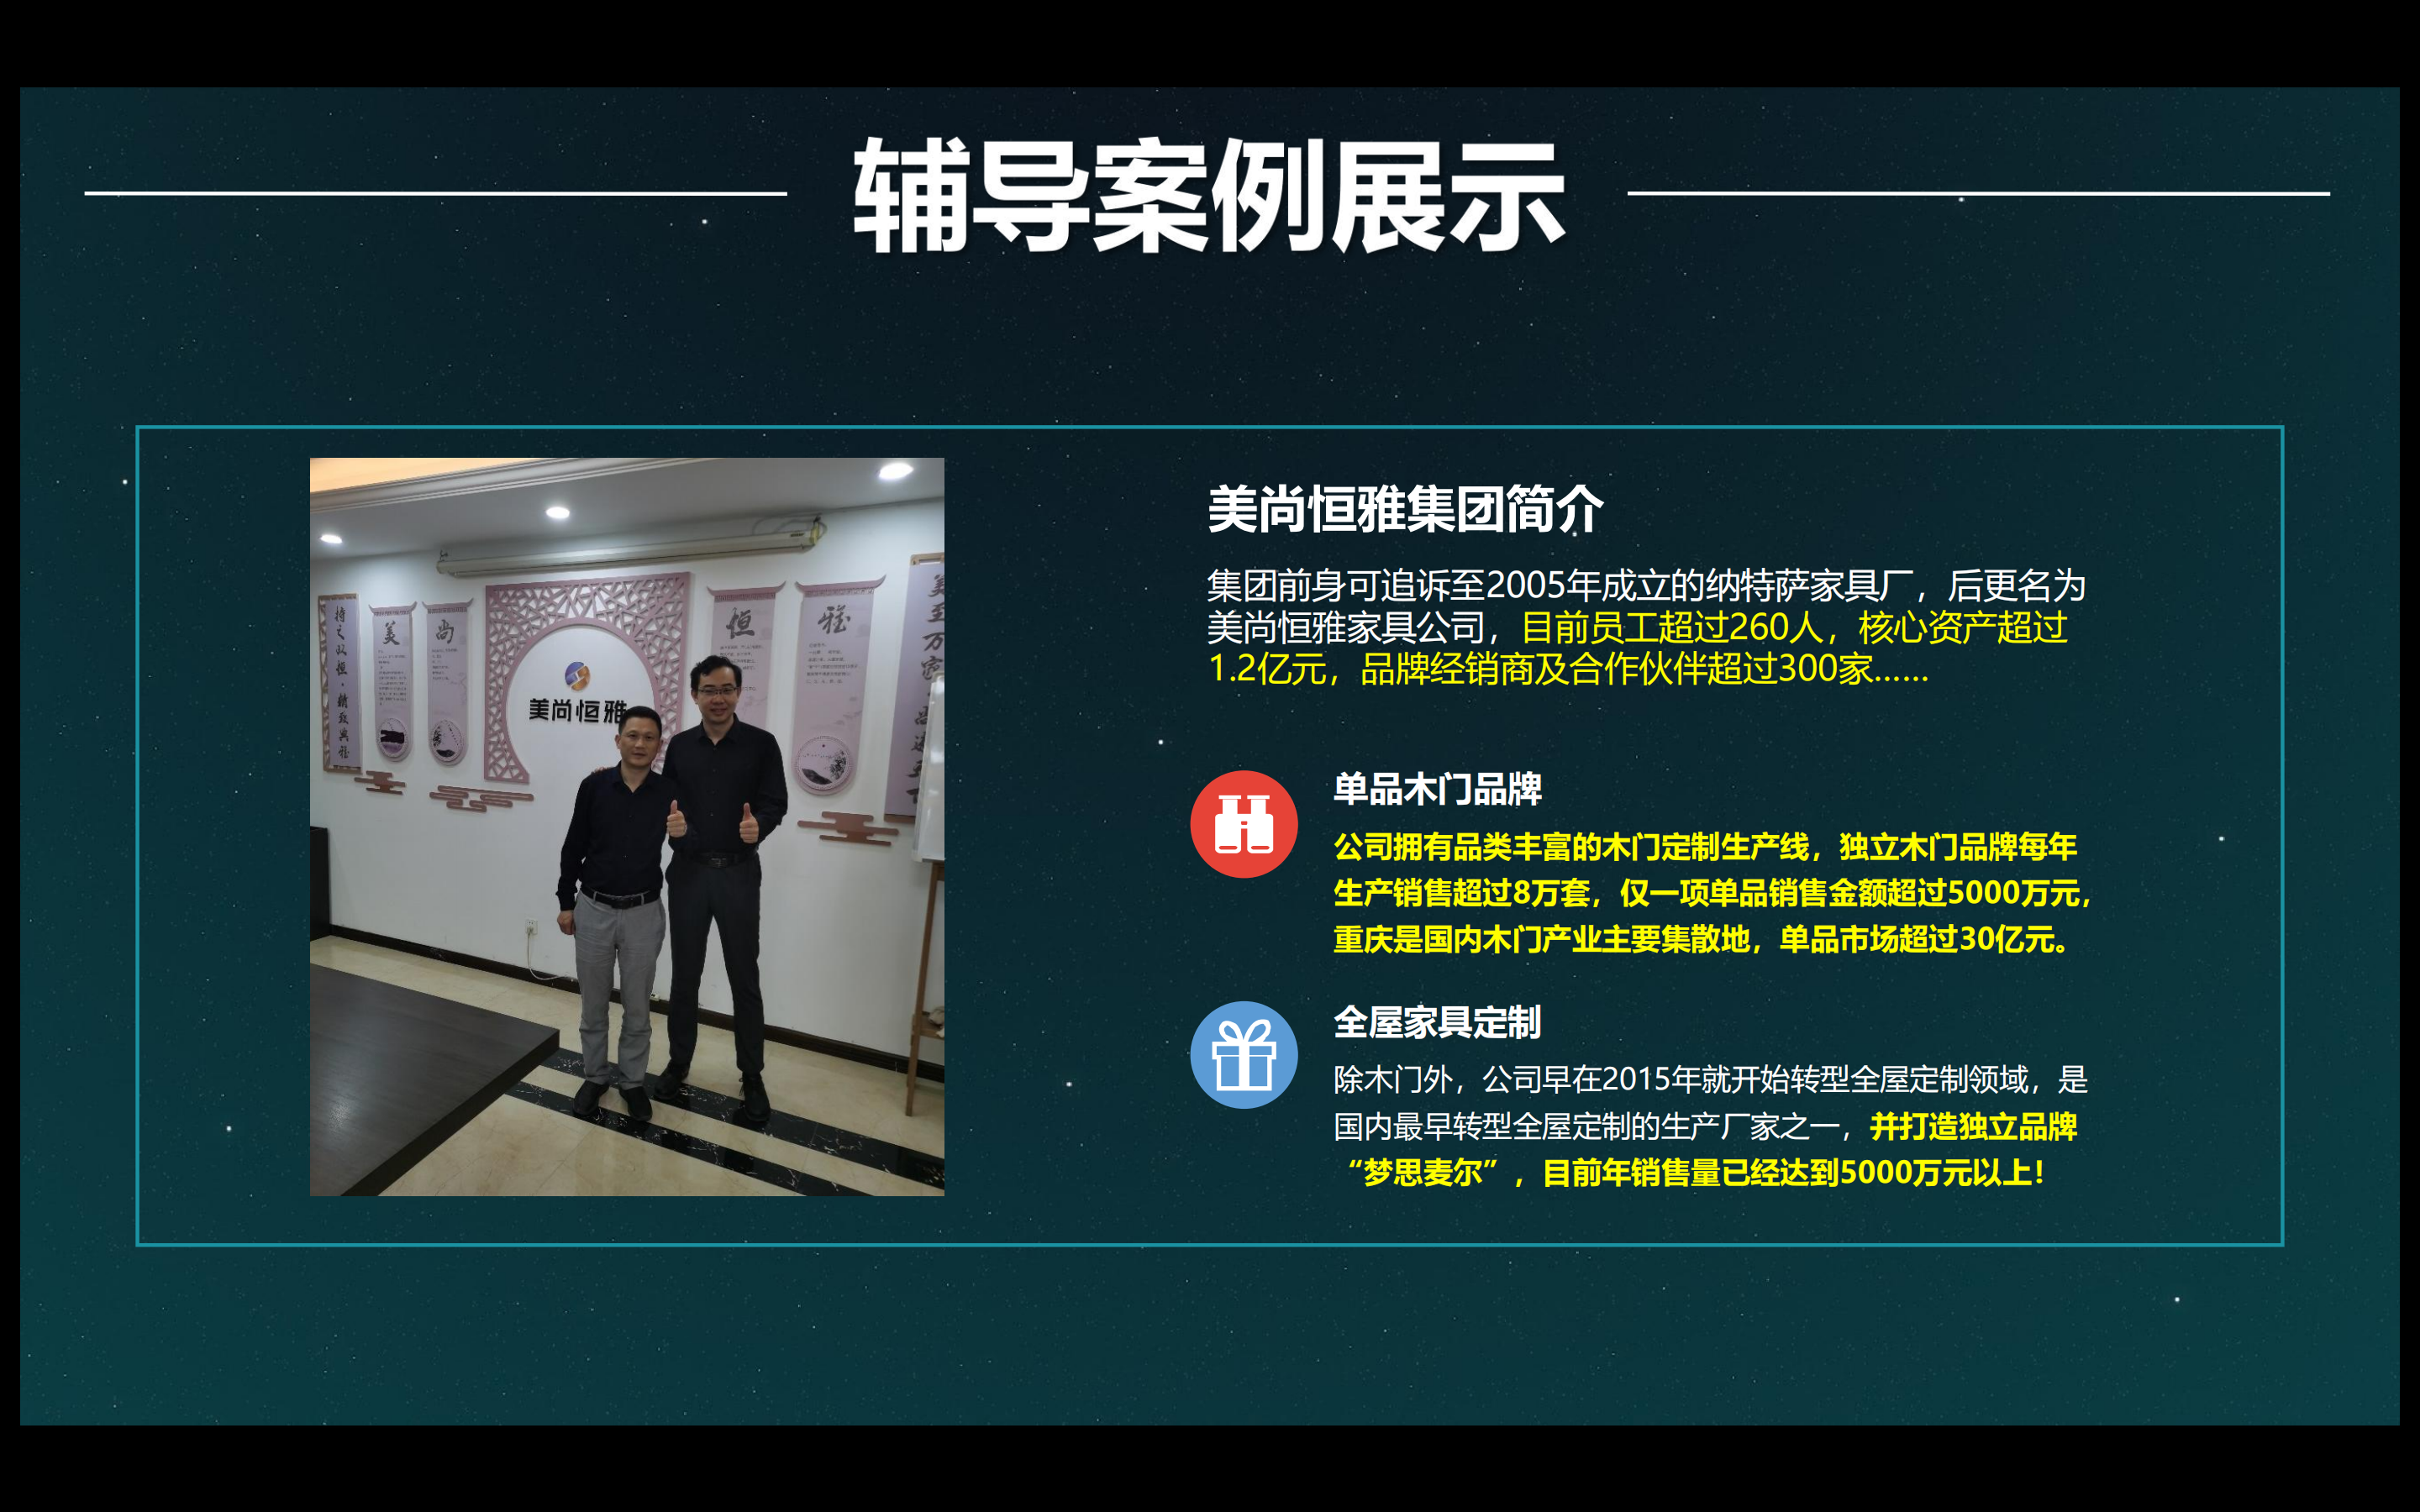 辅导案例展示
持之以恒·精致典雅
美
尚
恒
雅
美尚恒雅
美尚恒雅集团简介
集团前身可追诉至2005年成立的纳特萨家具厂，后更名为
美尚恒雅家具公司，目前员工超过260人，核心资产超过
1.2亿元，品牌经销商及合作伙伴超过300家......
单品木门品牌
公司拥有品类丰富的木门定制生产线，独立木门品牌每年
生产销售超过8万套，仅一项单品销售金额超过5000万元，
重庆是国内木门产业主要集散地，单品市场超过30亿元。
全屋家具定制
除木门外，公司早在2015年就开始转型全屋定制领域，是
国内最早转型全屋定制的生产厂家之一，并打造独立品牌
“梦思麦尔”，目前年销售量已经达到5000万元以上！